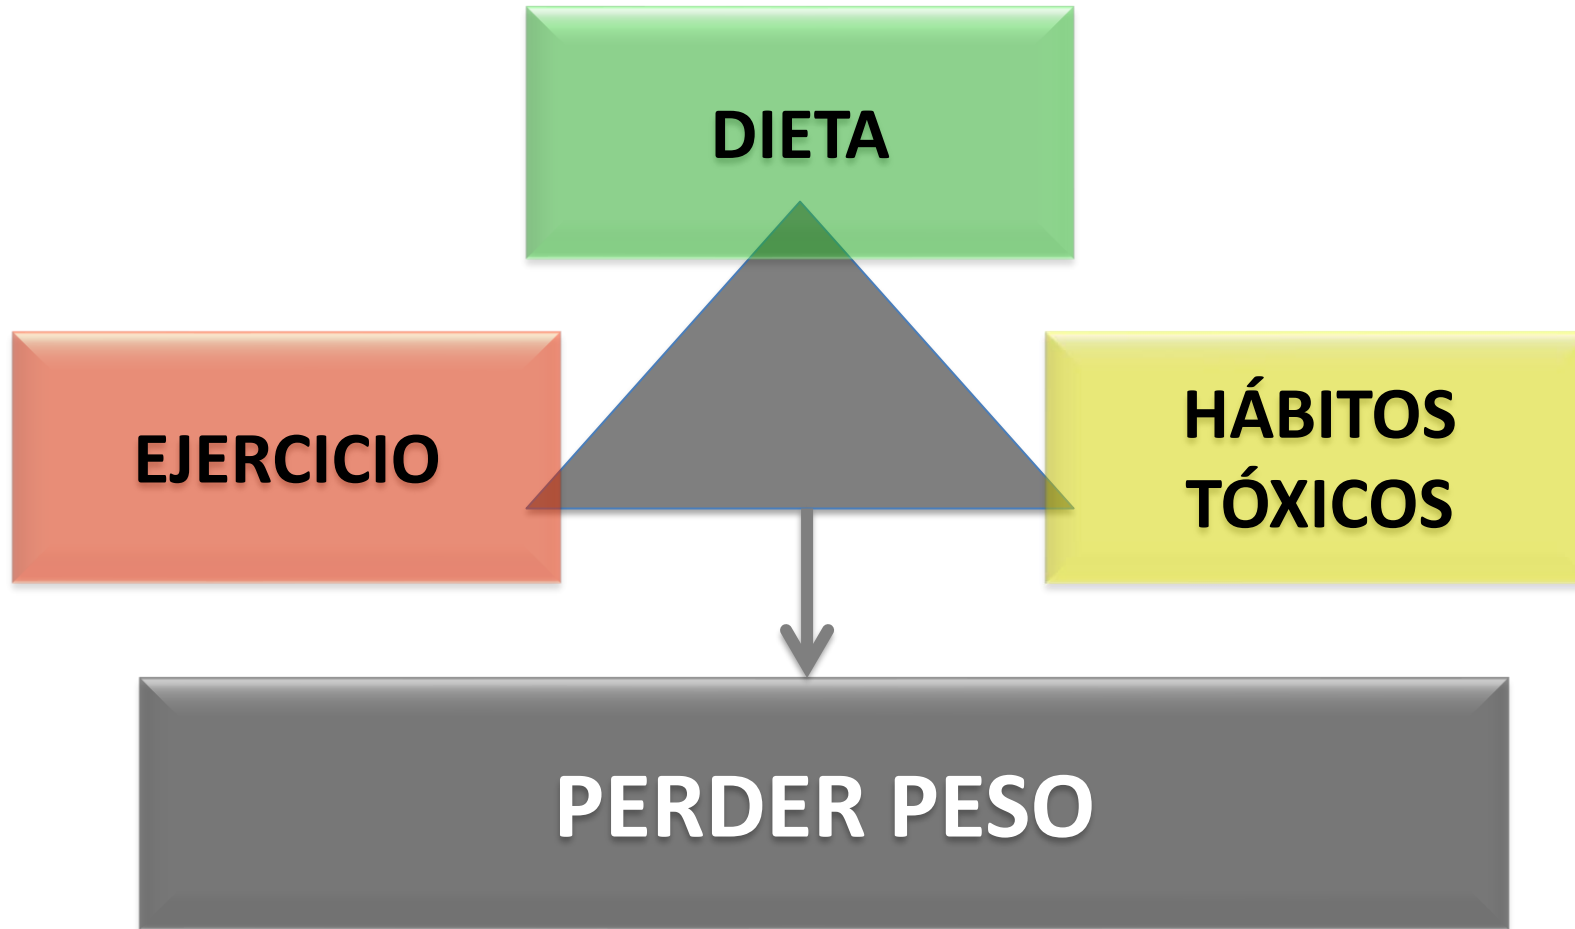 DIETA
EJERCICIO
HÁBITOS
TÓXICOS
PERDER PESO